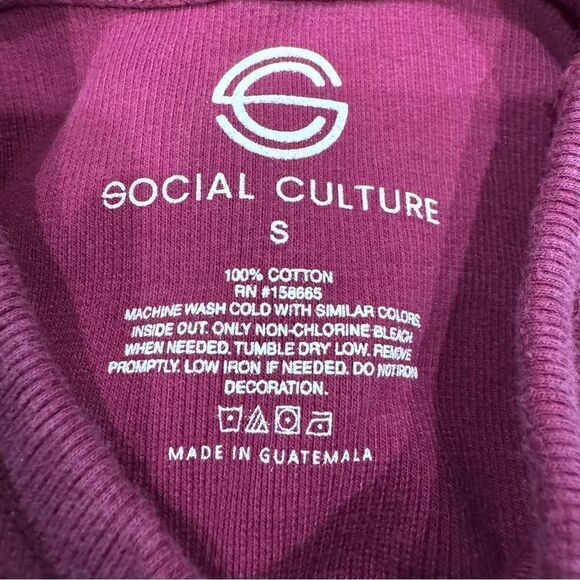 SOCIAL CULTURE
S
100% COTTON
RN #158665
MACHINE WASH COLD WITH SIMILAR COLORS,
INSIDE OUT. ONLY NON-CHLORINE BLEACH
WHEN NEEDED. TUMBLE DRY LOW. REMOVE
PROMPTLY. LOW IRON IF NEEDED. DO NOT IRON
DECORATION.
MADE IN GUATEMALA